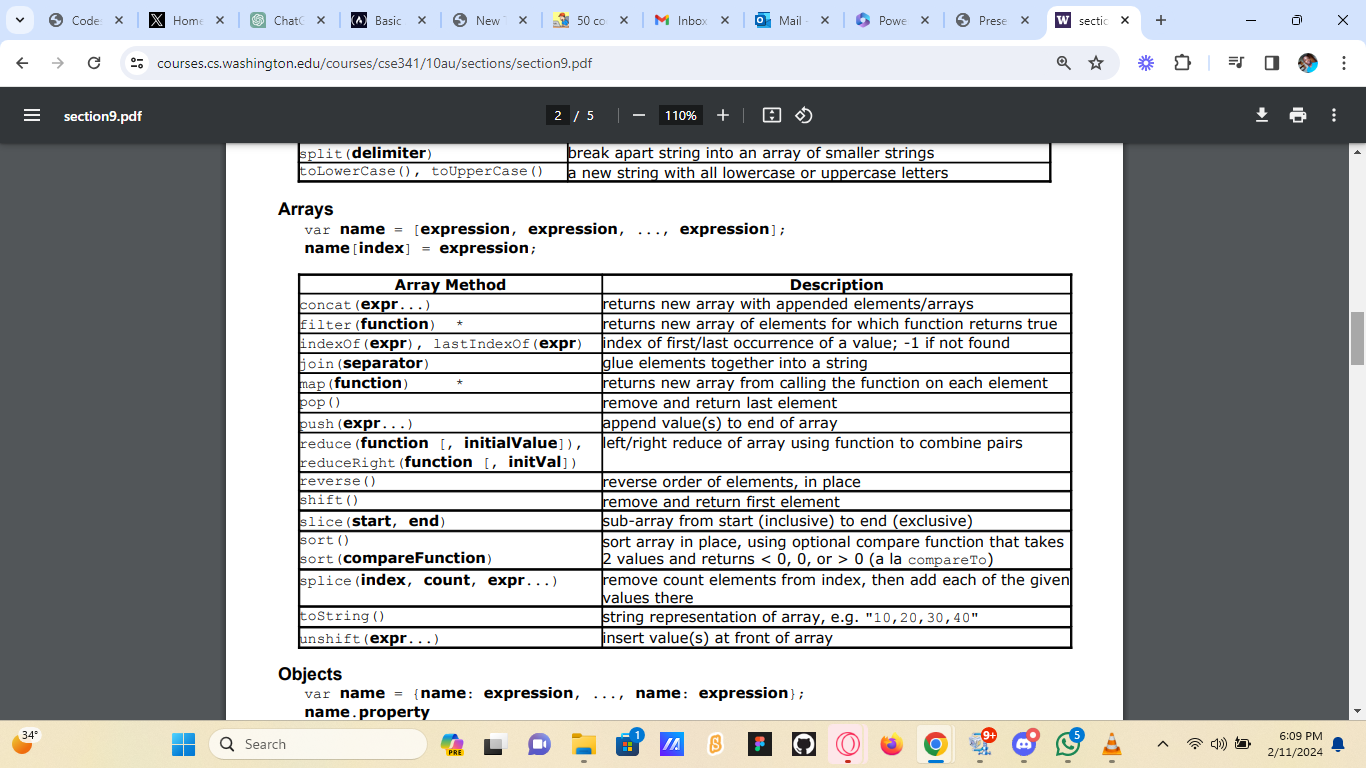 Code:
Home
ChatG
Basic
New T
50 co
Inbox
Mail -
Powe
Prese
W sectio
courses.cs.washington.edu/courses/cse341/10au/sections/section9.pdf
section9.pdf
2 / 5
110%
split(delimiter) break apart string into an array of smaller strings
toLowerCase(), toUpperCase() a new string with all lowercase or uppercase letters
Arrays
var name = [expression, expression, ..., expression];
name[index] = expression;
Array Method Description
concat(expr...) returns new array with appended elements/arrays
filter(function) * returns new array of elements for which function returns true
indexOf(expr), lastIndexOf(expr) index of first/last occurrence of a value; -1 if not found
join(separator) glue elements together into a string
map(function) * returns new array from calling the function on each element
pop() remove and return last element
push(expr...) append value(s) to end of array
reduce(function [, initialValue]), left/right reduce of array using function to combine pairs
reduceRight(function [, initVal])
reverse() reverse order of elements, in place
shift() remove and return first element
slice(start, end) sub-array from start (inclusive) to end (exclusive)
sort() sort array in place, using optional compare function that takes
sort(compareFunction) 2 values and returns < 0, 0, or > 0 (a la compareTo)
splice(index, count, expr...) remove count elements from index, then add each of the given
values there
toString() string representation of array, e.g. "10,20,30,40"
unshift(expr...) insert value(s) at front of array
Objects
var name = {name: expression, ..., name: expression};
name.property
34°
Search
PRE
1
9+
5
6:09 PM
2/11/2024